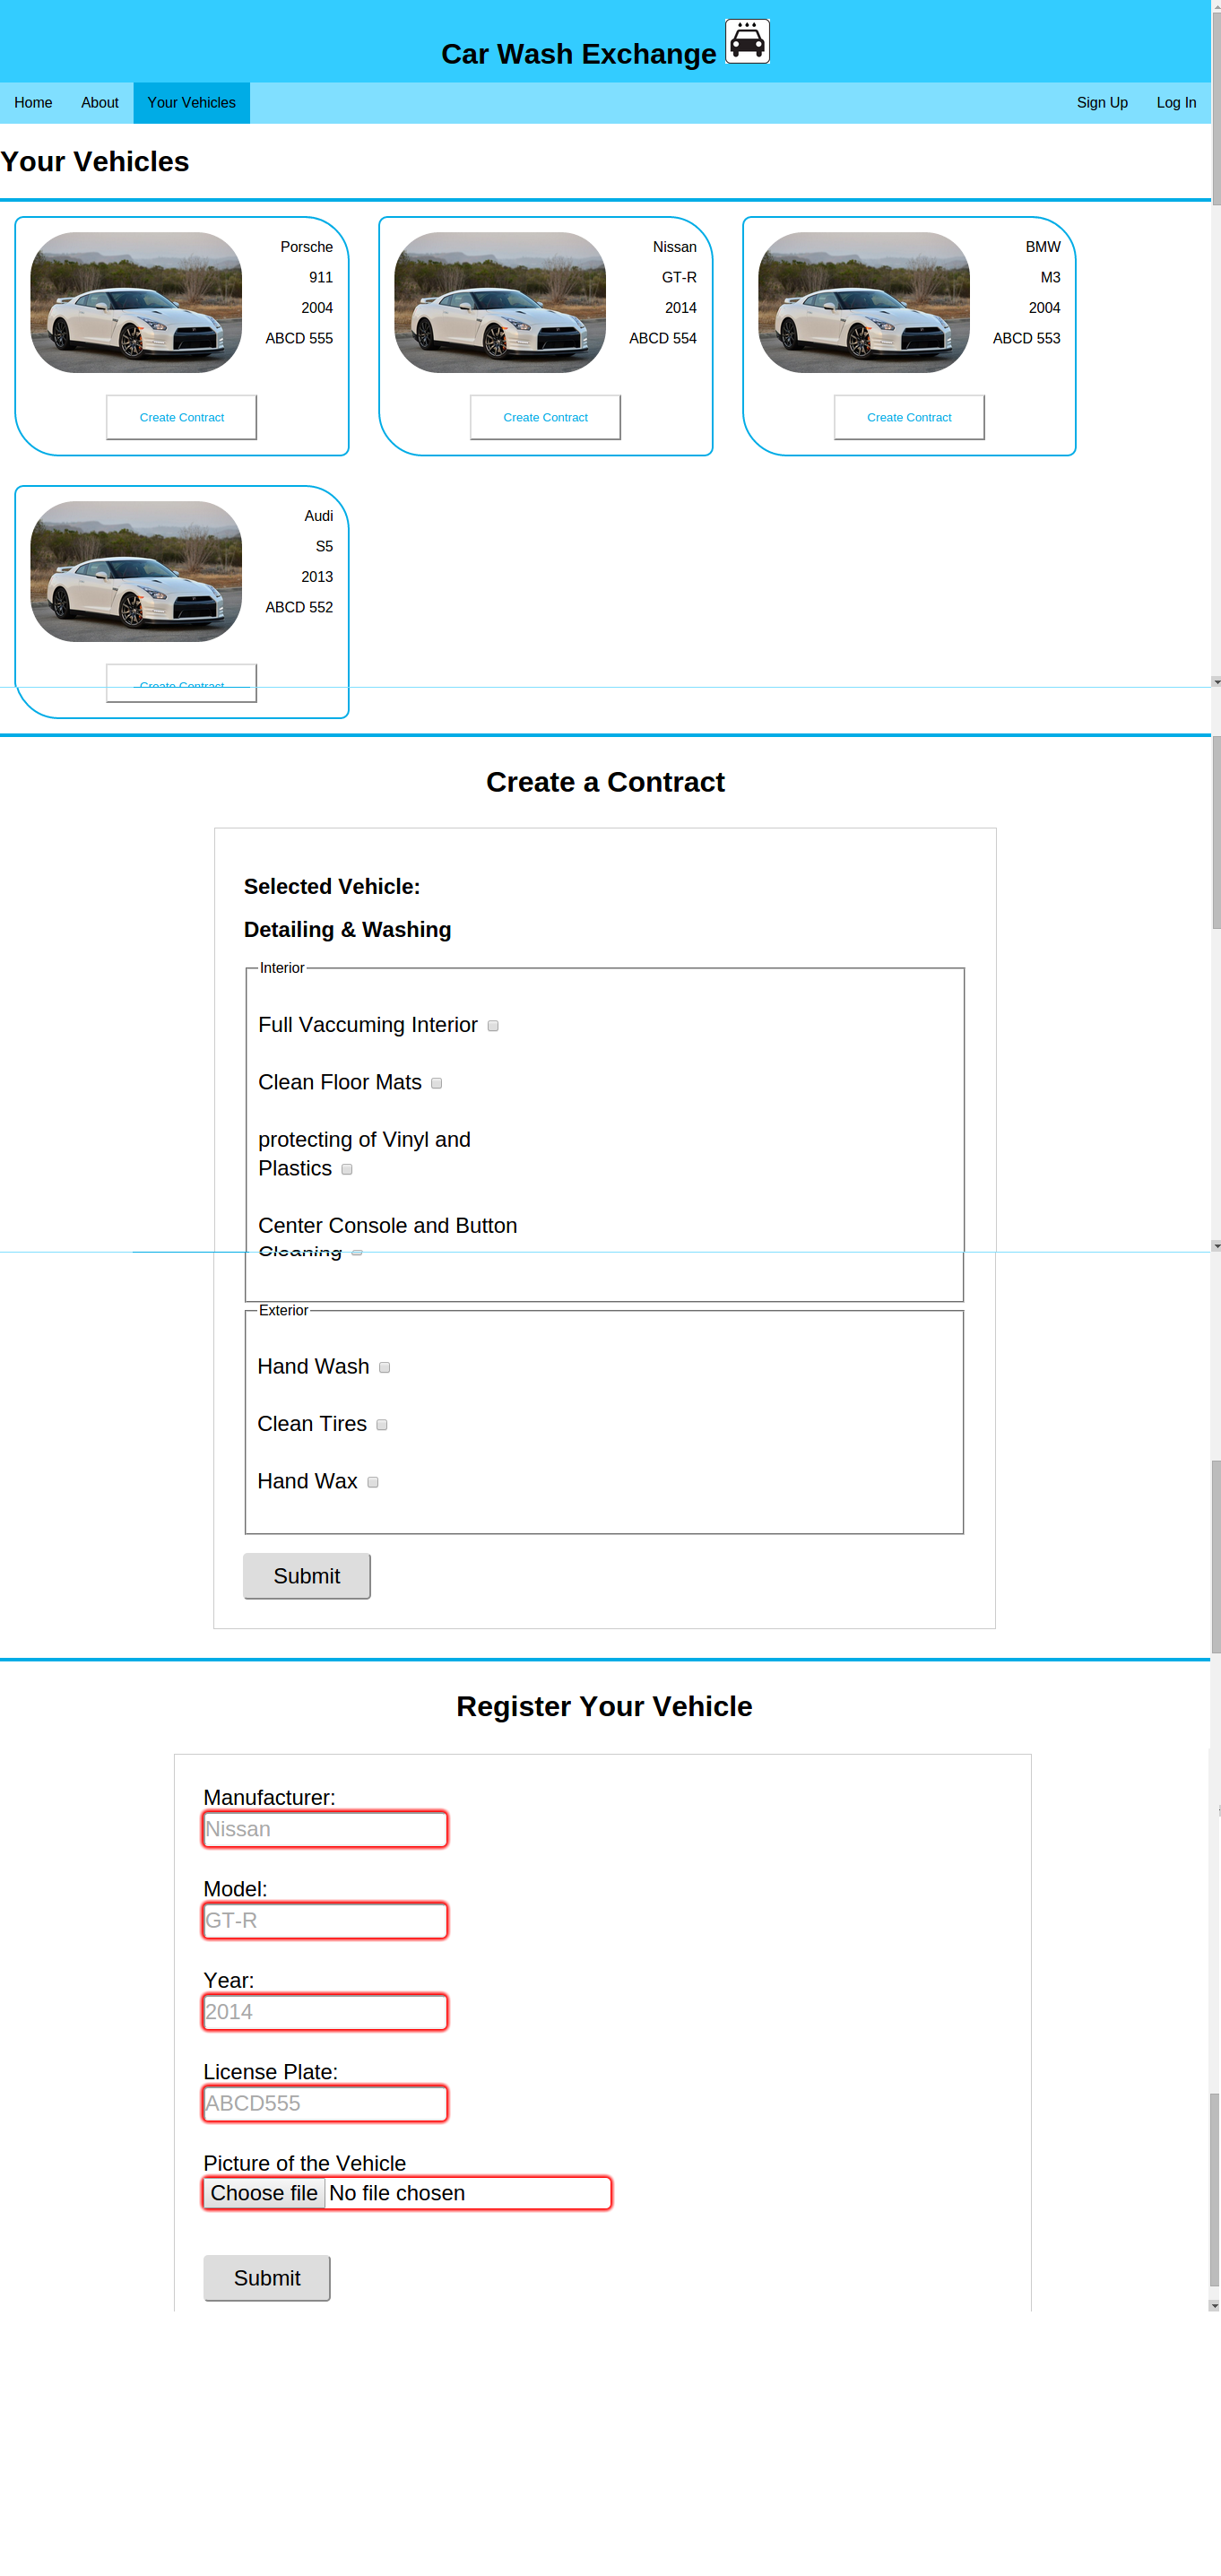 Car Wash Exchange
Home About Your Vehicles Sign Up Log In
Your Vehicles
Porsche
911
2004
ABCD 555
Create Contract
Nissan
GT-R
2014
ABCD 554
Create Contract
BMW
M3
2004
ABCD 553
Create Contract
Audi
S5
2013
ABCD 552
Create Contract
Create a Contract
Selected Vehicle:
Detailing & Washing
Interior
Full Vaccuming Interior
Clean Floor Mats
protecting of Vinyl and
Plastics
Center Console and Button
Cleaning
Exterior
Hand Wash
Clean Tires
Hand Wax
Submit
Register Your Vehicle
Manufacturer:
Nissan
Model:
GT-R
Year:
2014
License Plate:
ABCD555
Picture of the Vehicle
Choose file No file chosen
Submit